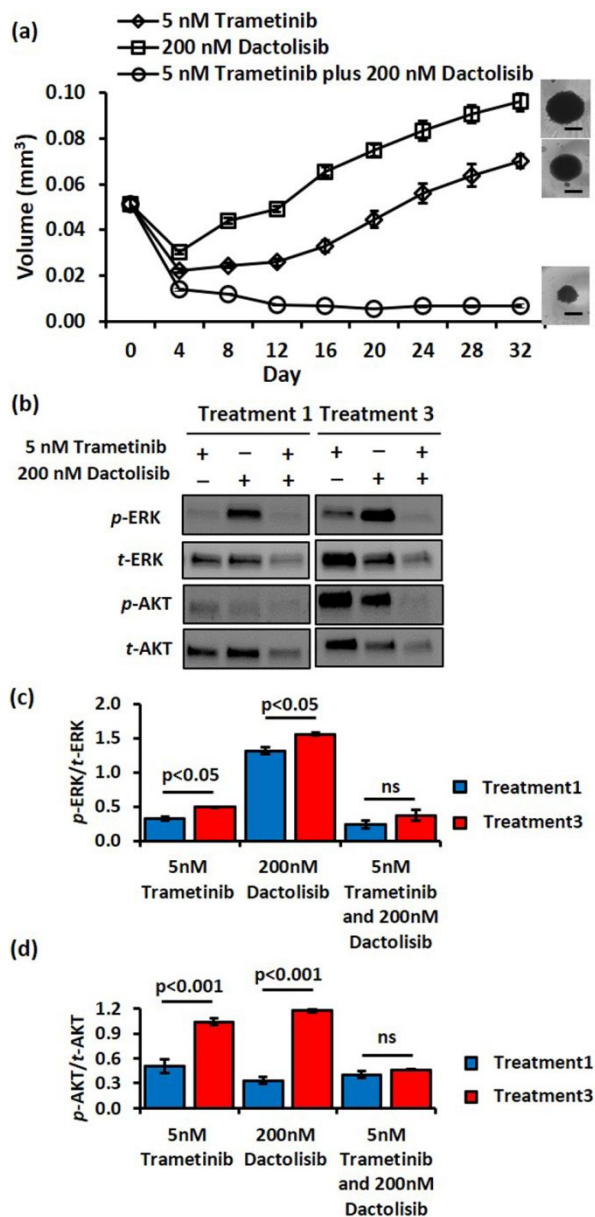 (a)
5 nM Trametinib
200 nM Dactolisib
5 nM Trametinib plus 200 nM Dactolisib
Volume (mm³)
0.10
0.08
0.06
0.04
0.02
0.00
0 4 8 12 16 20 24 28 32
Day
(b)
Treatment 1 Treatment 3
5 nM Trametinib + − + + − +
200 nM Dactolisib − + + − + +
p-ERK
t-ERK
p-AKT
t-AKT
(c)
p-ERK/t-ERK
2.0
1.5
1.0
0.5
0.0
p<0.05
p<0.05
ns
Treatment1
Treatment3
5nM
Trametinib
200nM
Dactolisib
5nM
Trametinib
and 200nM
Dactolisib
(d)
p-AKT/t-AKT
1.2
0.9
0.6
0.3
0.0
p<0.001
p<0.001
ns
Treatment1
Treatment3
5nM
Trametinib
200nM
Dactolisib
5nM
Trametinib
and 200nM
Dactolisib